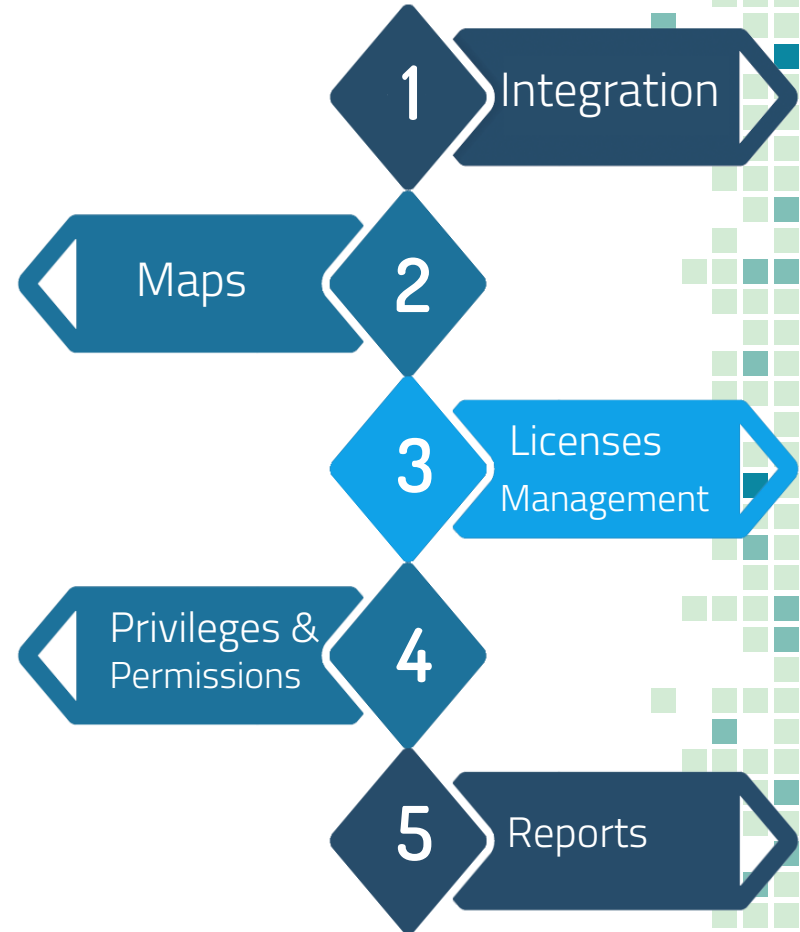 1
Integration
2
Maps
3
Licenses
Management
4
Privileges &
Permissions
5
Reports